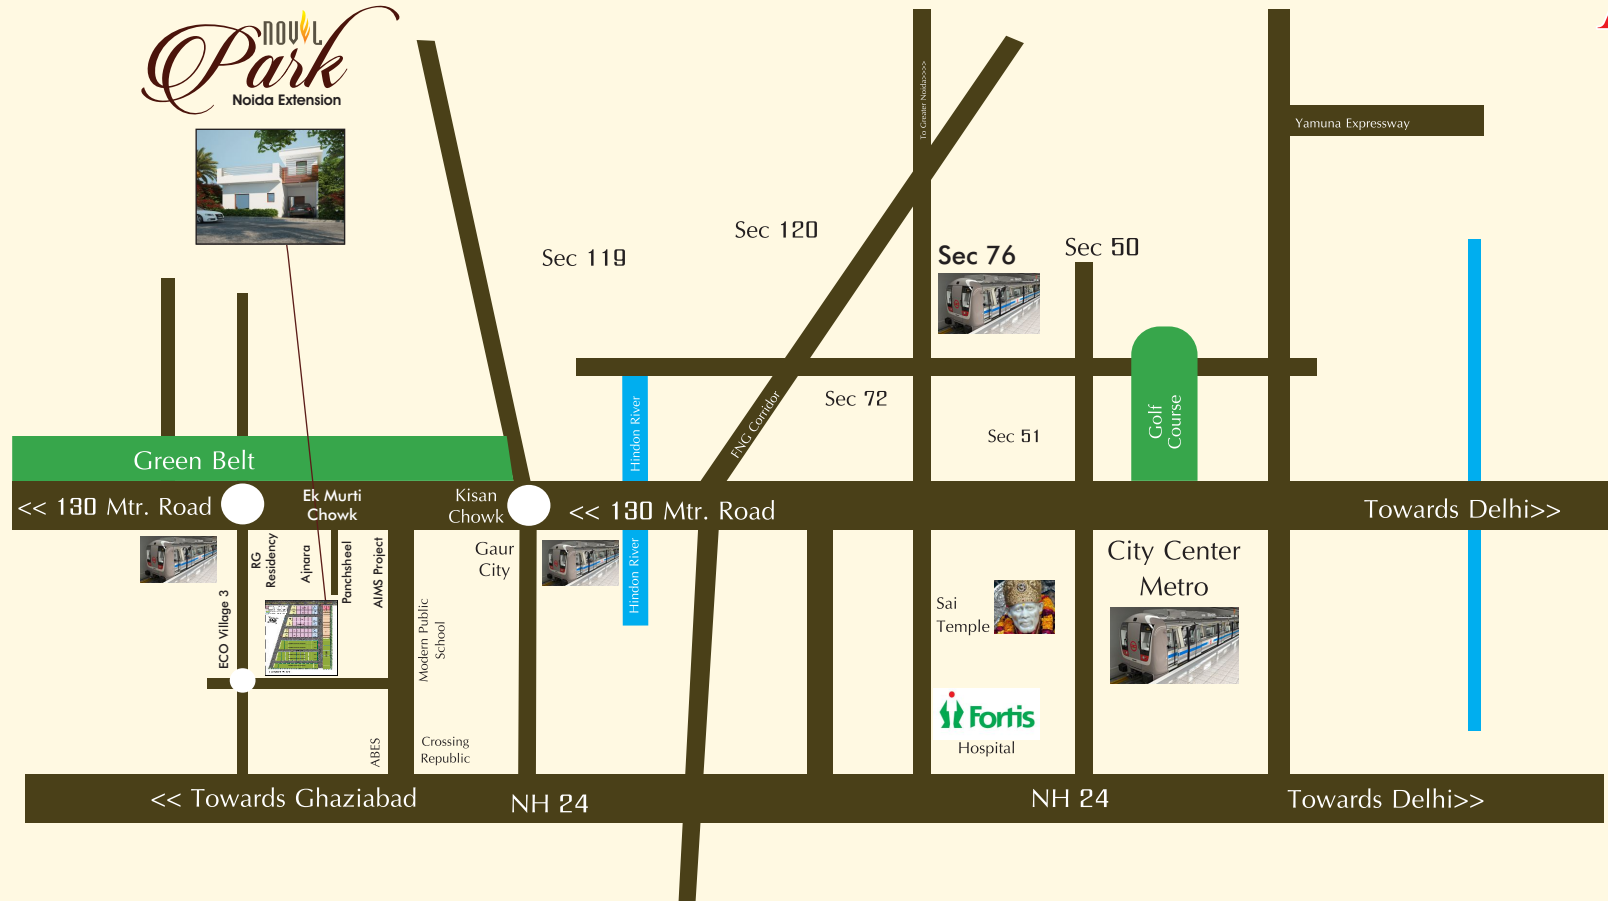 NOVEL
Park
Noida Extension
To Greater Noida>>>>
Yamuna Expressway
Sec 120
Sec 119
Sec 76
Sec 50
Sec 72
Sec 51
FNG Corridor
Hindon River
Golf
Course
Green Belt
<< 130 Mtr. Road
Ek Murti
Chowk
Kisan
Chowk
<< 130 Mtr. Road
Towards Delhi>>
RG
Residency
Ajnara
Panchsheel
AIMS Project
ECO Village 3
Gaur
City
Hindon River
Modern Public
School
City Center
Metro
Sai
Temple
Fortis
Hospital
ABES
Crossing
Republic
<< Towards Ghaziabad
NH 24
NH 24
Towards Delhi>>